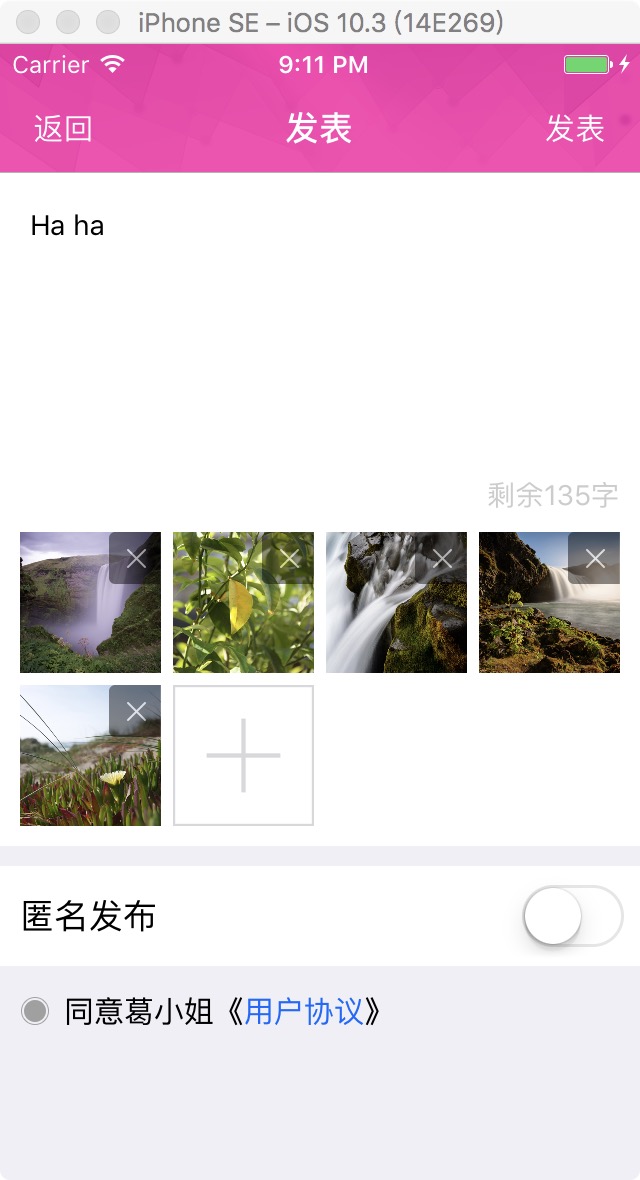 iPhone SE – iOS 10.3 (14E269)
Carrier 9:11 PM
返回 发表 发表
Ha ha
剩余135字
匿名发布
同意葛小姐《用户协议》